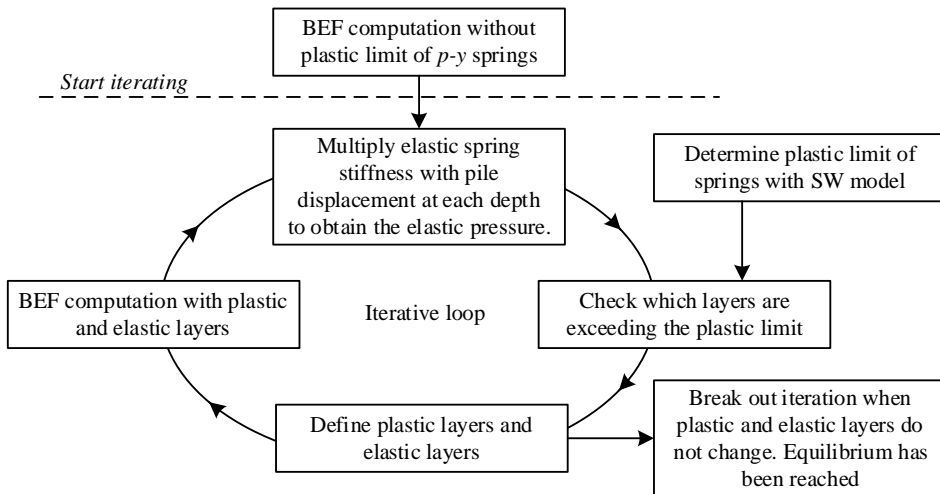 BEF computation without
plastic limit of p-y springs
Start iterating
Multiply elastic spring
stiffness with pile
displacement at each depth
to obtain the elastic pressure.
Determine plastic limit of
springs with SW model
BEF computation with plastic
and elastic layers
Iterative loop
Check which layers are
exceeding the plastic limit
Define plastic layers and
elastic layers
Break out iteration when
plastic and elastic layers do
not change. Equilibrium has
been reached